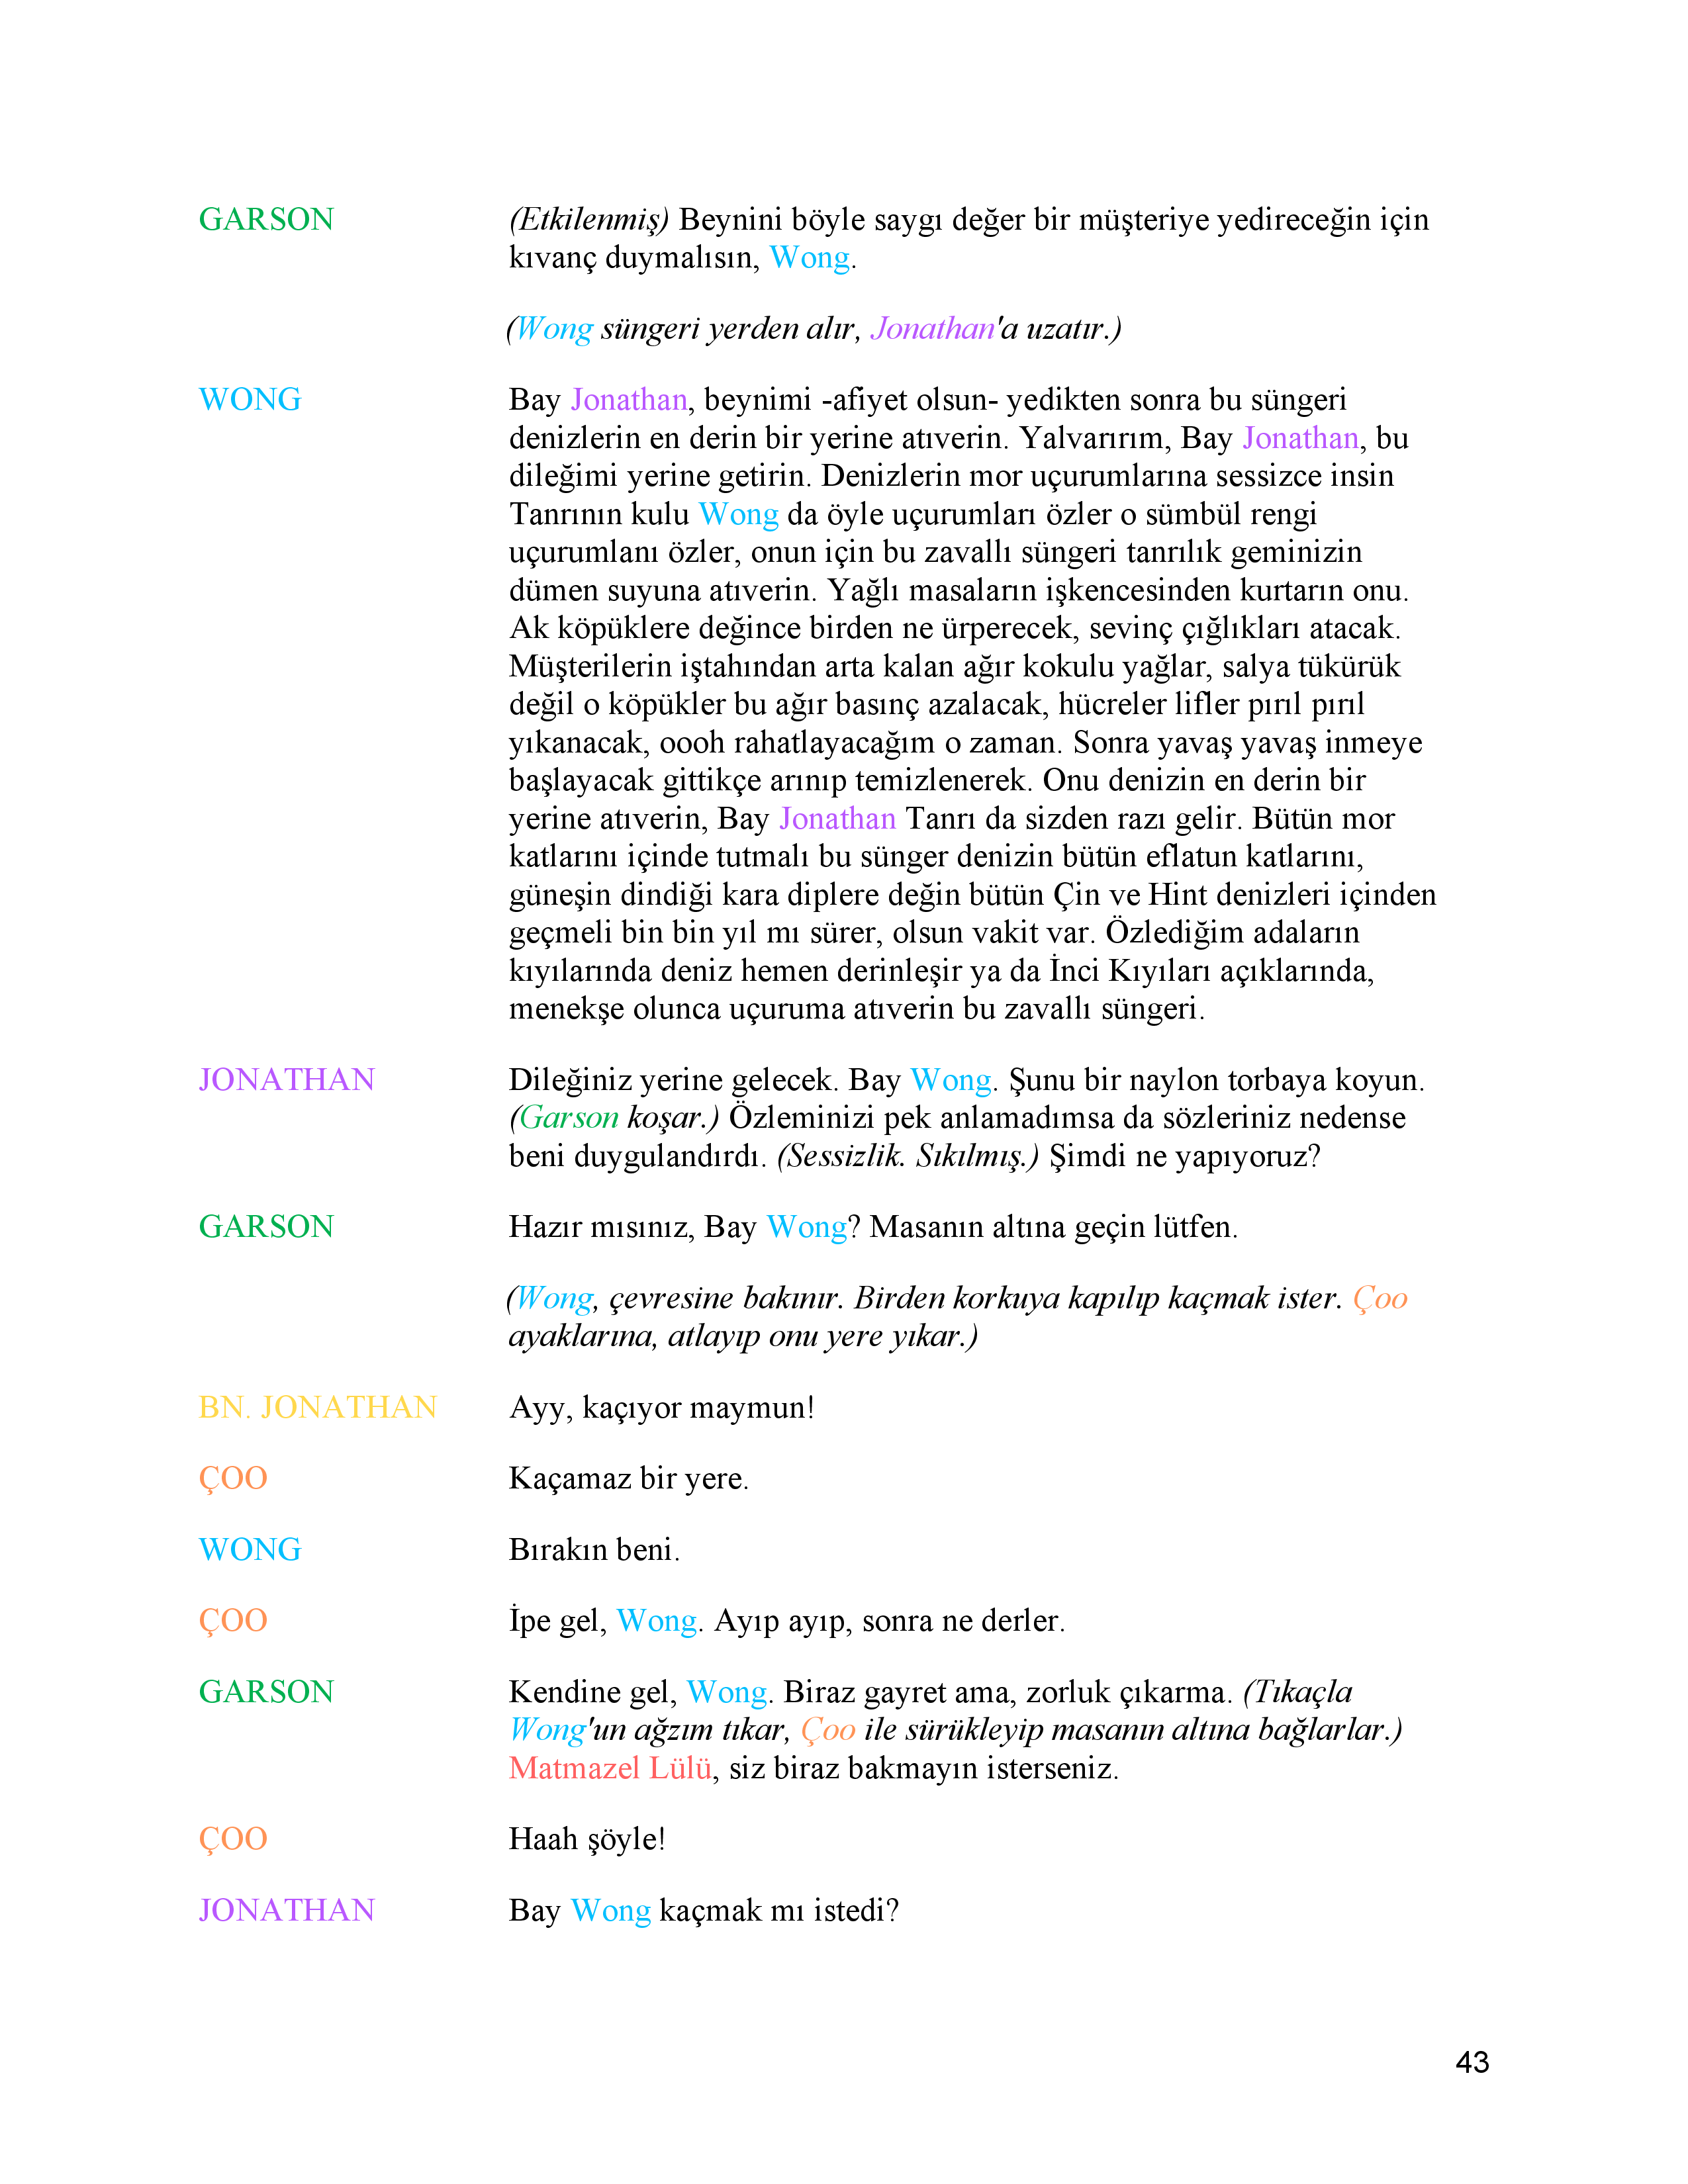 GARSON (Etkilenmiş) Beynini böyle saygı değer bir müşteriye yedireceğin için
kıvanç duymalısın, Wong.
(Wong süngeri yerden alır, Jonathan'a uzatır.)
WONG Bay Jonathan, beynimi -afiyet olsun- yedikten sonra bu süngeri
denizlerin en derin bir yerine atıverin. Yalvarırım, Bay Jonathan, bu
dileğimi yerine getirin. Denizlerin mor uçurumlarına sessizce insin
Tanrının kulu Wong da öyle uçurumları özler o sümbül rengi
uçurumlanı özler, onun için bu zavallı süngeri tanrılık geminizin
dümen suyuna atıverin. Yağlı masaların işkencesinden kurtarın onu.
Ak köpüklere değince birden ne ürperecek, sevinç çığlıkları atacak.
Müşterilerin iştahından arta kalan ağır kokulu yağlar, salya tükürük
değil o köpükler bu ağır basınç azalacak, hücreler lifler pırıl pırıl
yıkanacak, oooh rahatlayacağım o zaman. Sonra yavaş yavaş inmeye
başlayacak gittikçe arınıp temizlenerek. Onu denizin en derin bir
yerine atıverin, Bay Jonathan Tanrı da sizden razı gelir. Bütün mor
katlarını içinde tutmalı bu sünger denizin bütün eflatun katlarını,
güneşin dindiği kara diplere değin bütün Çin ve Hint denizleri içinden
geçmeli bin bin yıl mı sürer, olsun vakit var. Özlediğim adaların
kıyılarında deniz hemen derinleşir ya da İnci Kıyıları açıklarında,
menekşe olunca uçuruma atıverin bu zavallı süngeri.
JONATHAN Dileğiniz yerine gelecek. Bay Wong. Şunu bir naylon torbaya koyun.
(Garson koşar.) Özleminizi pek anlamadımsa da sözleriniz nedense
beni duygulandırdı. (Sessizlik. Sıkılmış.) Şimdi ne yapıyoruz?
GARSON Hazır mısınız, Bay Wong? Masanın altına geçin lütfen.
(Wong, çevresine bakınır. Birden korkuya kapılıp kaçmak ister. Çoo
ayaklarına, atlayıp onu yere yıkar.)
BN. JONATHAN Ayy, kaçıyor maymun!
ÇOO Kaçamaz bir yere.
WONG Bırakın beni.
ÇOO İpe gel, Wong. Ayıp ayıp, sonra ne derler.
GARSON Kendine gel, Wong. Biraz gayret ama, zorluk çıkarma. (Tıkaçla
Wong'un ağzım tıkar, Çoo ile sürükleyip masanın altına bağlarlar.)
Matmazel Lülü, siz biraz bakmayın isterseniz.
ÇOO Haah şöyle!
JONATHAN Bay Wong kaçmak mı istedi?
43